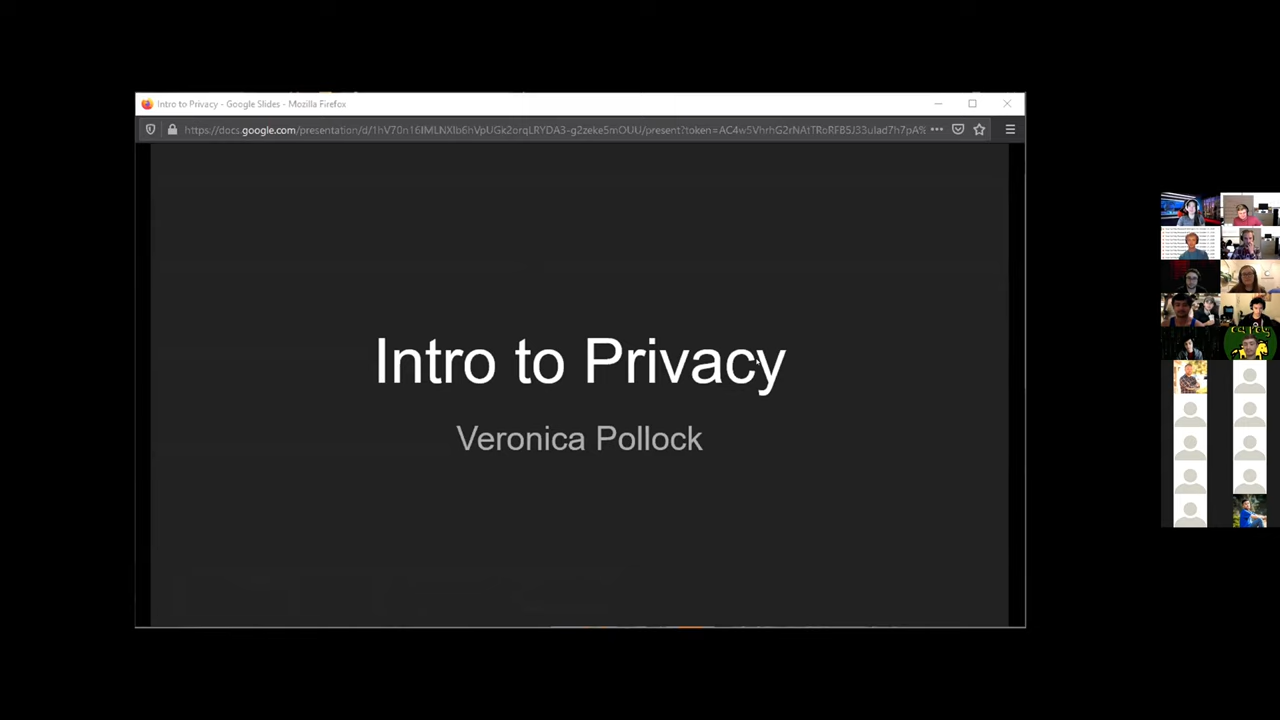 Intro to Privacy - Google Slides - Mozilla Firefox
Intro to Privacy
Veronica Pollock